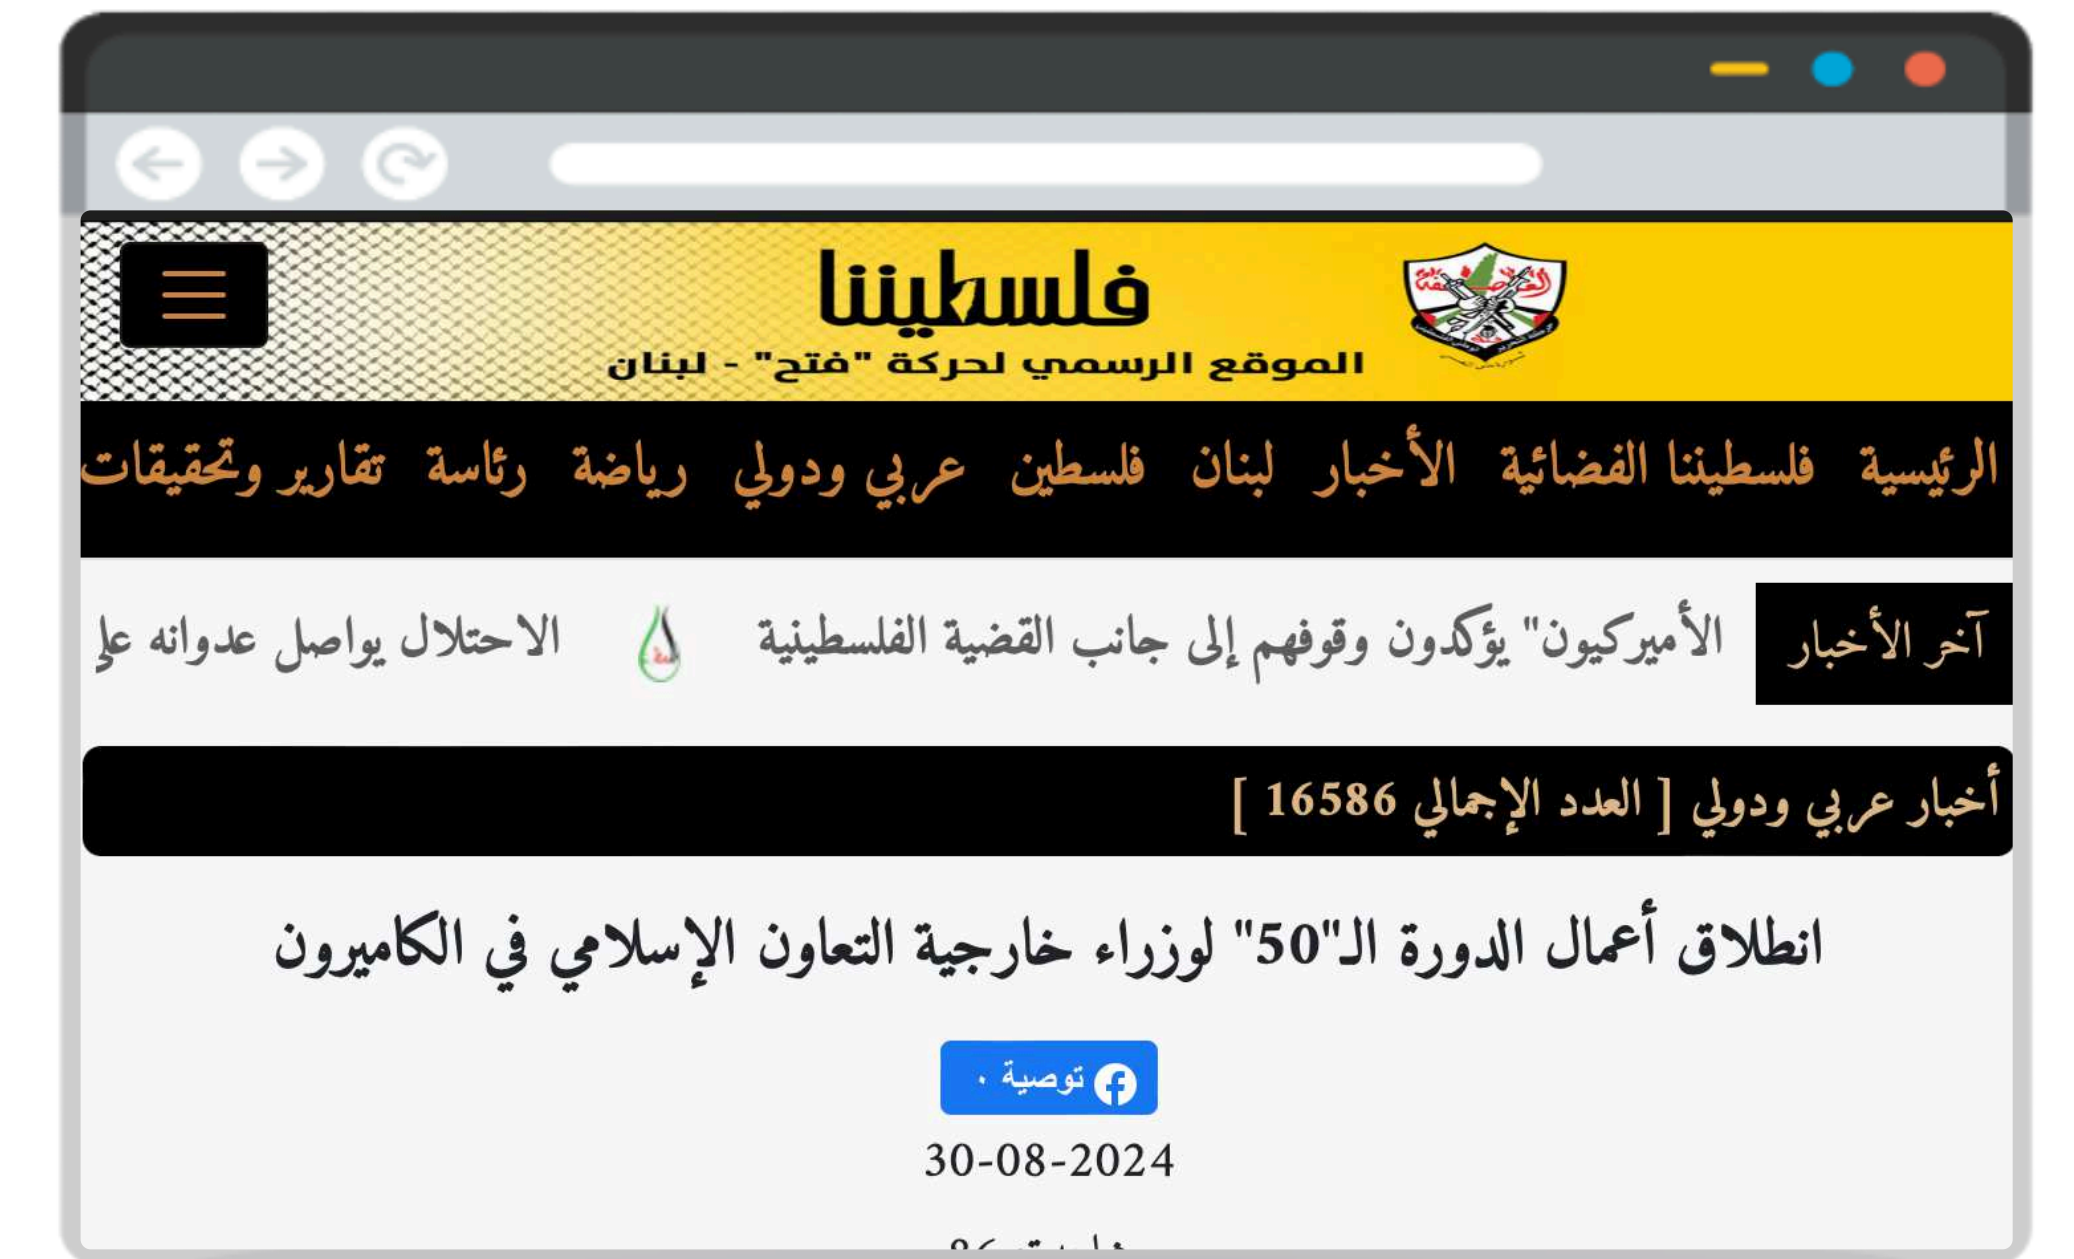 فلسطيننا
الموقع الرسمي لحركة "فتح" - لبنان
الرئيسية فلسطيننا الفضائية الأخبار لبنان فلسطين عربي ودولي رياضة رئاسة تقارير وتحقيقات
آخر الأخبار الأميركيون" يؤكدون وقوفهم إلى جانب القضية الفلسطينية الاحتلال يواصل عدوانه على
أخبار عربي ودولي [ العدد الإجمالي 16586 ]
انطلاق أعمال الدورة الـ"50" لوزراء خارجية التعاون الإسلامي في الكاميرون
توصية ٠
30-08-2024